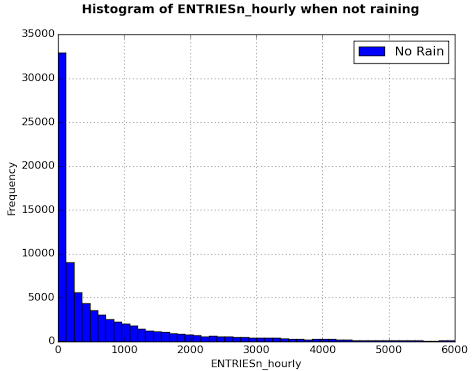 Histogram of ENTRIESn_hourly when not raining
35000
No Rain
30000
25000
20000
15000
10000
5000
0
Frequency
0 1000 2000 3000 4000 5000 6000
ENTRIESn_hourly